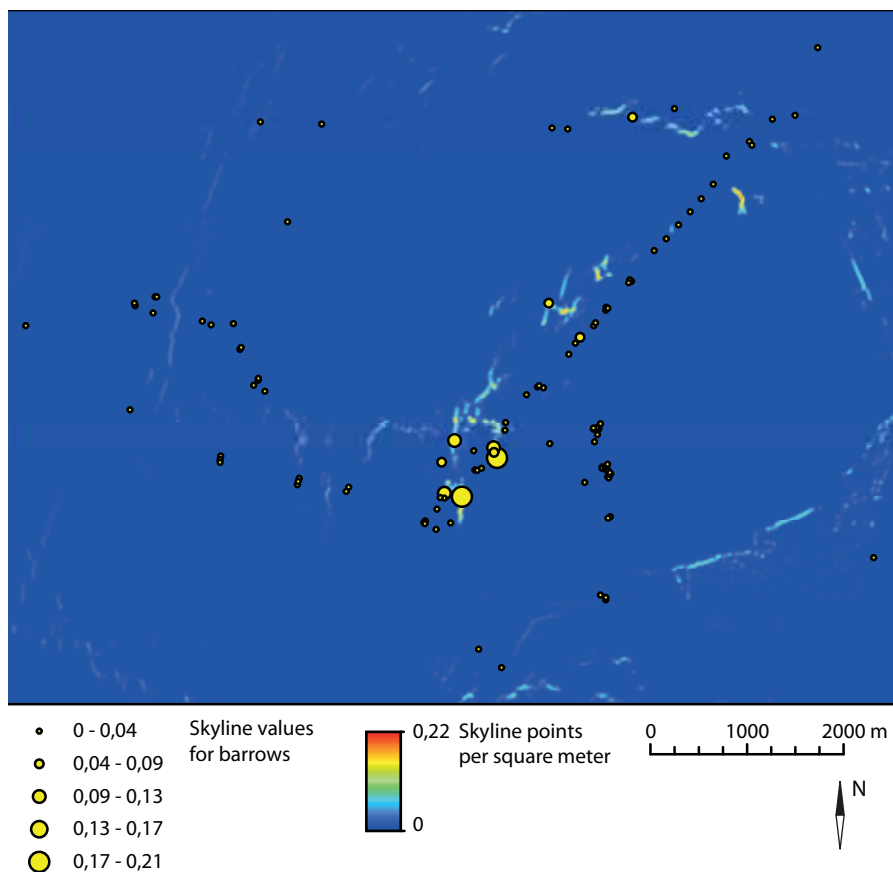 0 - 0,04
0,04 - 0,09
0,09 - 0,13
0,13 - 0,17
0,17 - 0,21
Skyline values
for barrows
0,22
0
Skyline points
per square meter
0 1000 2000 m
N